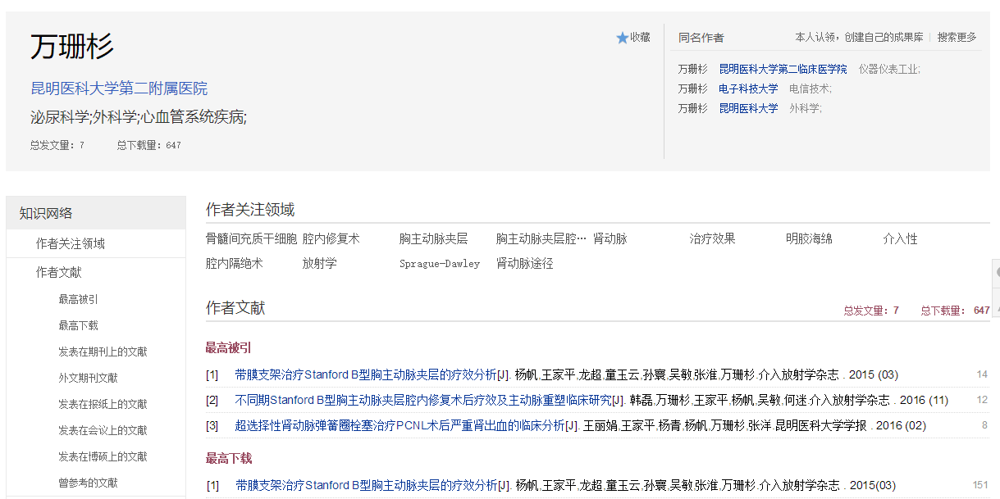 万珊杉
收藏
昆明医科大学第二附属医院
泌尿科学;外科学;心血管系统疾病;
总发文量：7 总下载量：647
同名作者 本人认领，创建自己的成果库 | 搜索更多
万珊杉 昆明医科大学第二临床医学院 仪器仪表工业;
万珊杉 电子科技大学 电信技术;
万珊杉 昆明医科大学 外科学;
知识网络
作者关注领域
作者文献
最高被引
最高下载
发表在期刊上的文献
外文期刊文献
发表在报纸上的文献
发表在会议上的文献
发表在博硕上的文献
曾参考的文献
作者关注领域
骨髓间充质干细胞 腔内修复术 胸主动脉夹层 胸主动脉夹层腔… 肾动脉 治疗效果 明胶海绵 介入性
腔内隔绝术 放射学 Sprague-Dawley 肾动脉途径
作者文献 总发文量：7 总下载量：647
最高被引
[1] 带膜支架治疗Stanford B型胸主动脉夹层的疗效分析[J]. 杨帆,王家平,龙超,童玉云,孙寰,吴敏,张淮,万珊杉.介入放射学杂志 . 2015 (03) 14
[2] 不同期Stanford B型胸主动脉夹层腔内修复术后疗效及主动脉重塑临床研究[J]. 韩磊,万珊杉,王家平,杨帆,吴敏,何迷.介入放射学杂志 . 2016 (11) 12
[3] 超选择性肾动脉弹簧圈栓塞治疗PCNL术后严重肾出血的临床分析[J]. 王丽娟,王家平,杨青,杨帆,万珊杉,张洋.昆明医科大学学报 . 2016 (02) 8
最高下载
[1] 带膜支架治疗Stanford B型胸主动脉夹层的疗效分析[J]. 杨帆,王家平,龙超,童玉云,孙寰,吴敏,张淮,万珊杉.介入放射学杂志 . 2015(03) 151